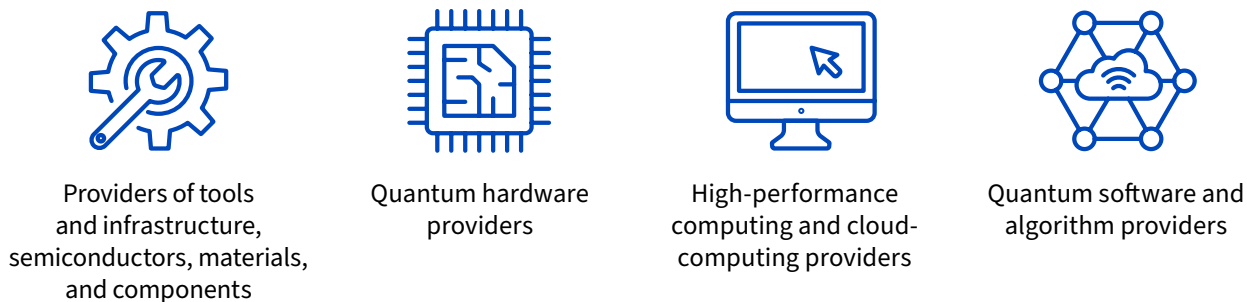 Providers of tools
and infrastructure,
semiconductors, materials,
and components
Quantum hardware
providers
High-performance
computing and cloud-
computing providers
Quantum software and
algorithm providers